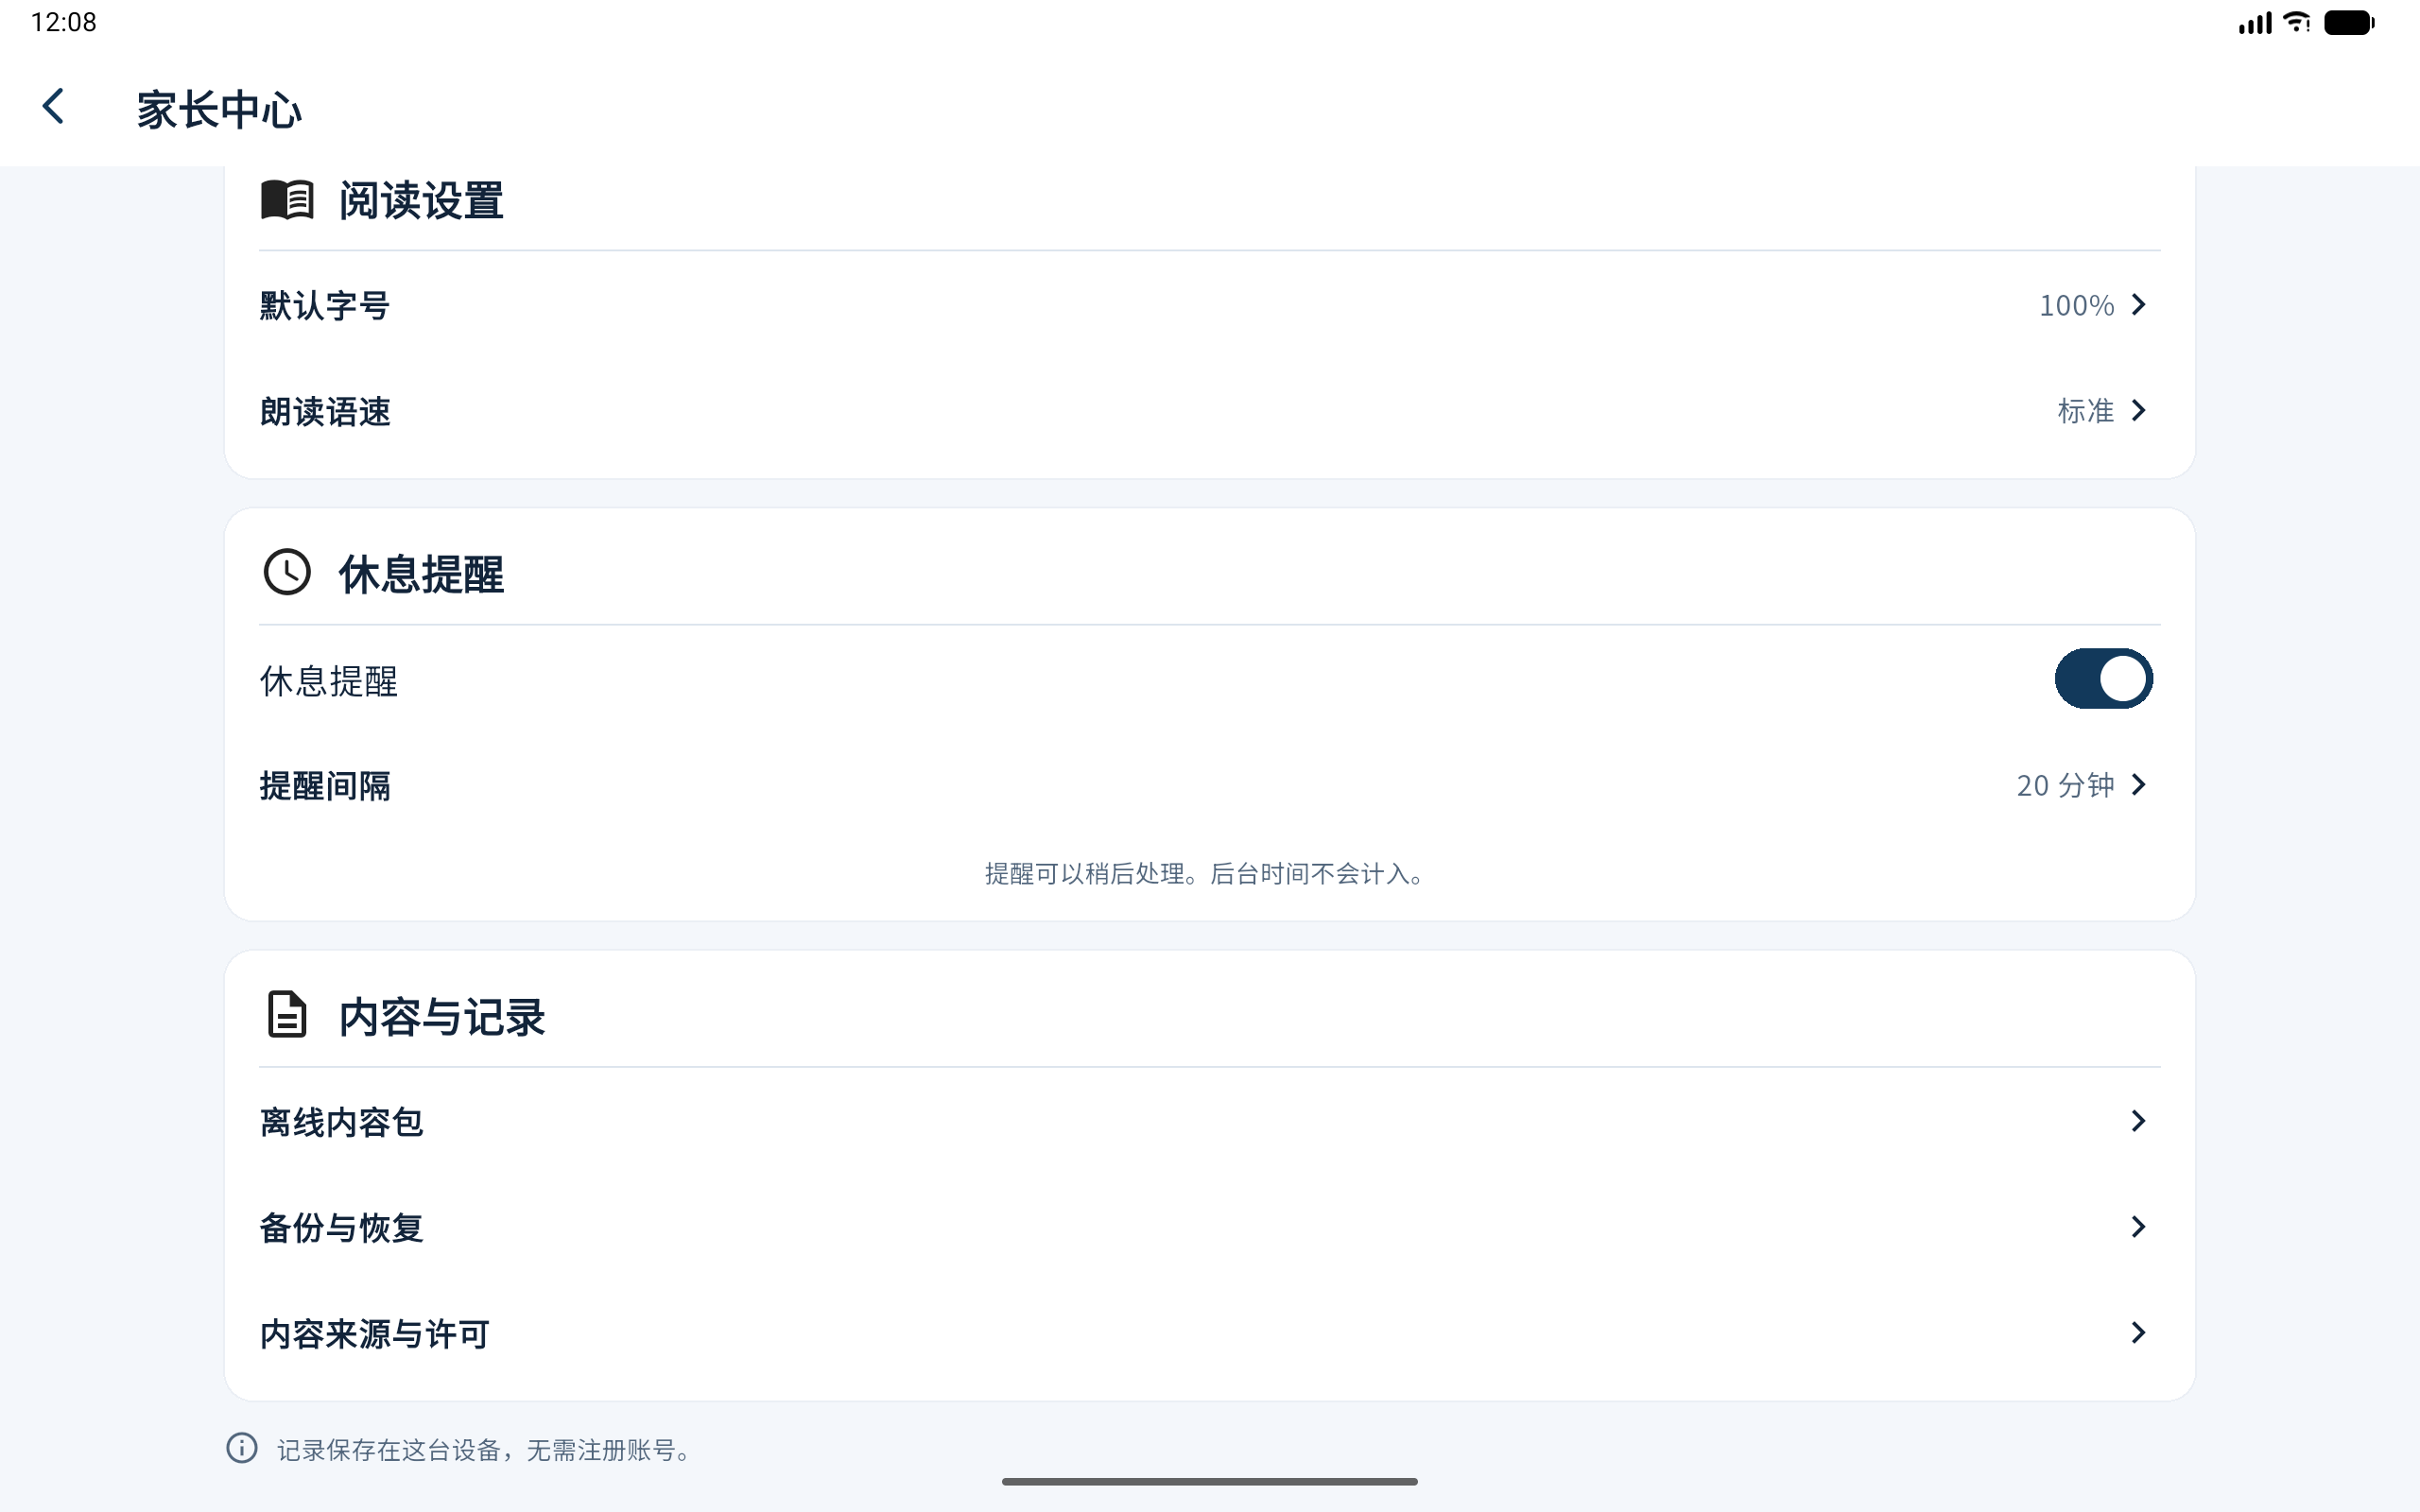 12:08
家长中心
阅读设置
默认字号 100%
朗读语速 标准
休息提醒
休息提醒
提醒间隔 20 分钟
提醒可以稍后处理。后台时间不会计入。
内容与记录
离线内容包
备份与恢复
内容来源与许可
记录保存在这台设备，无需注册账号。